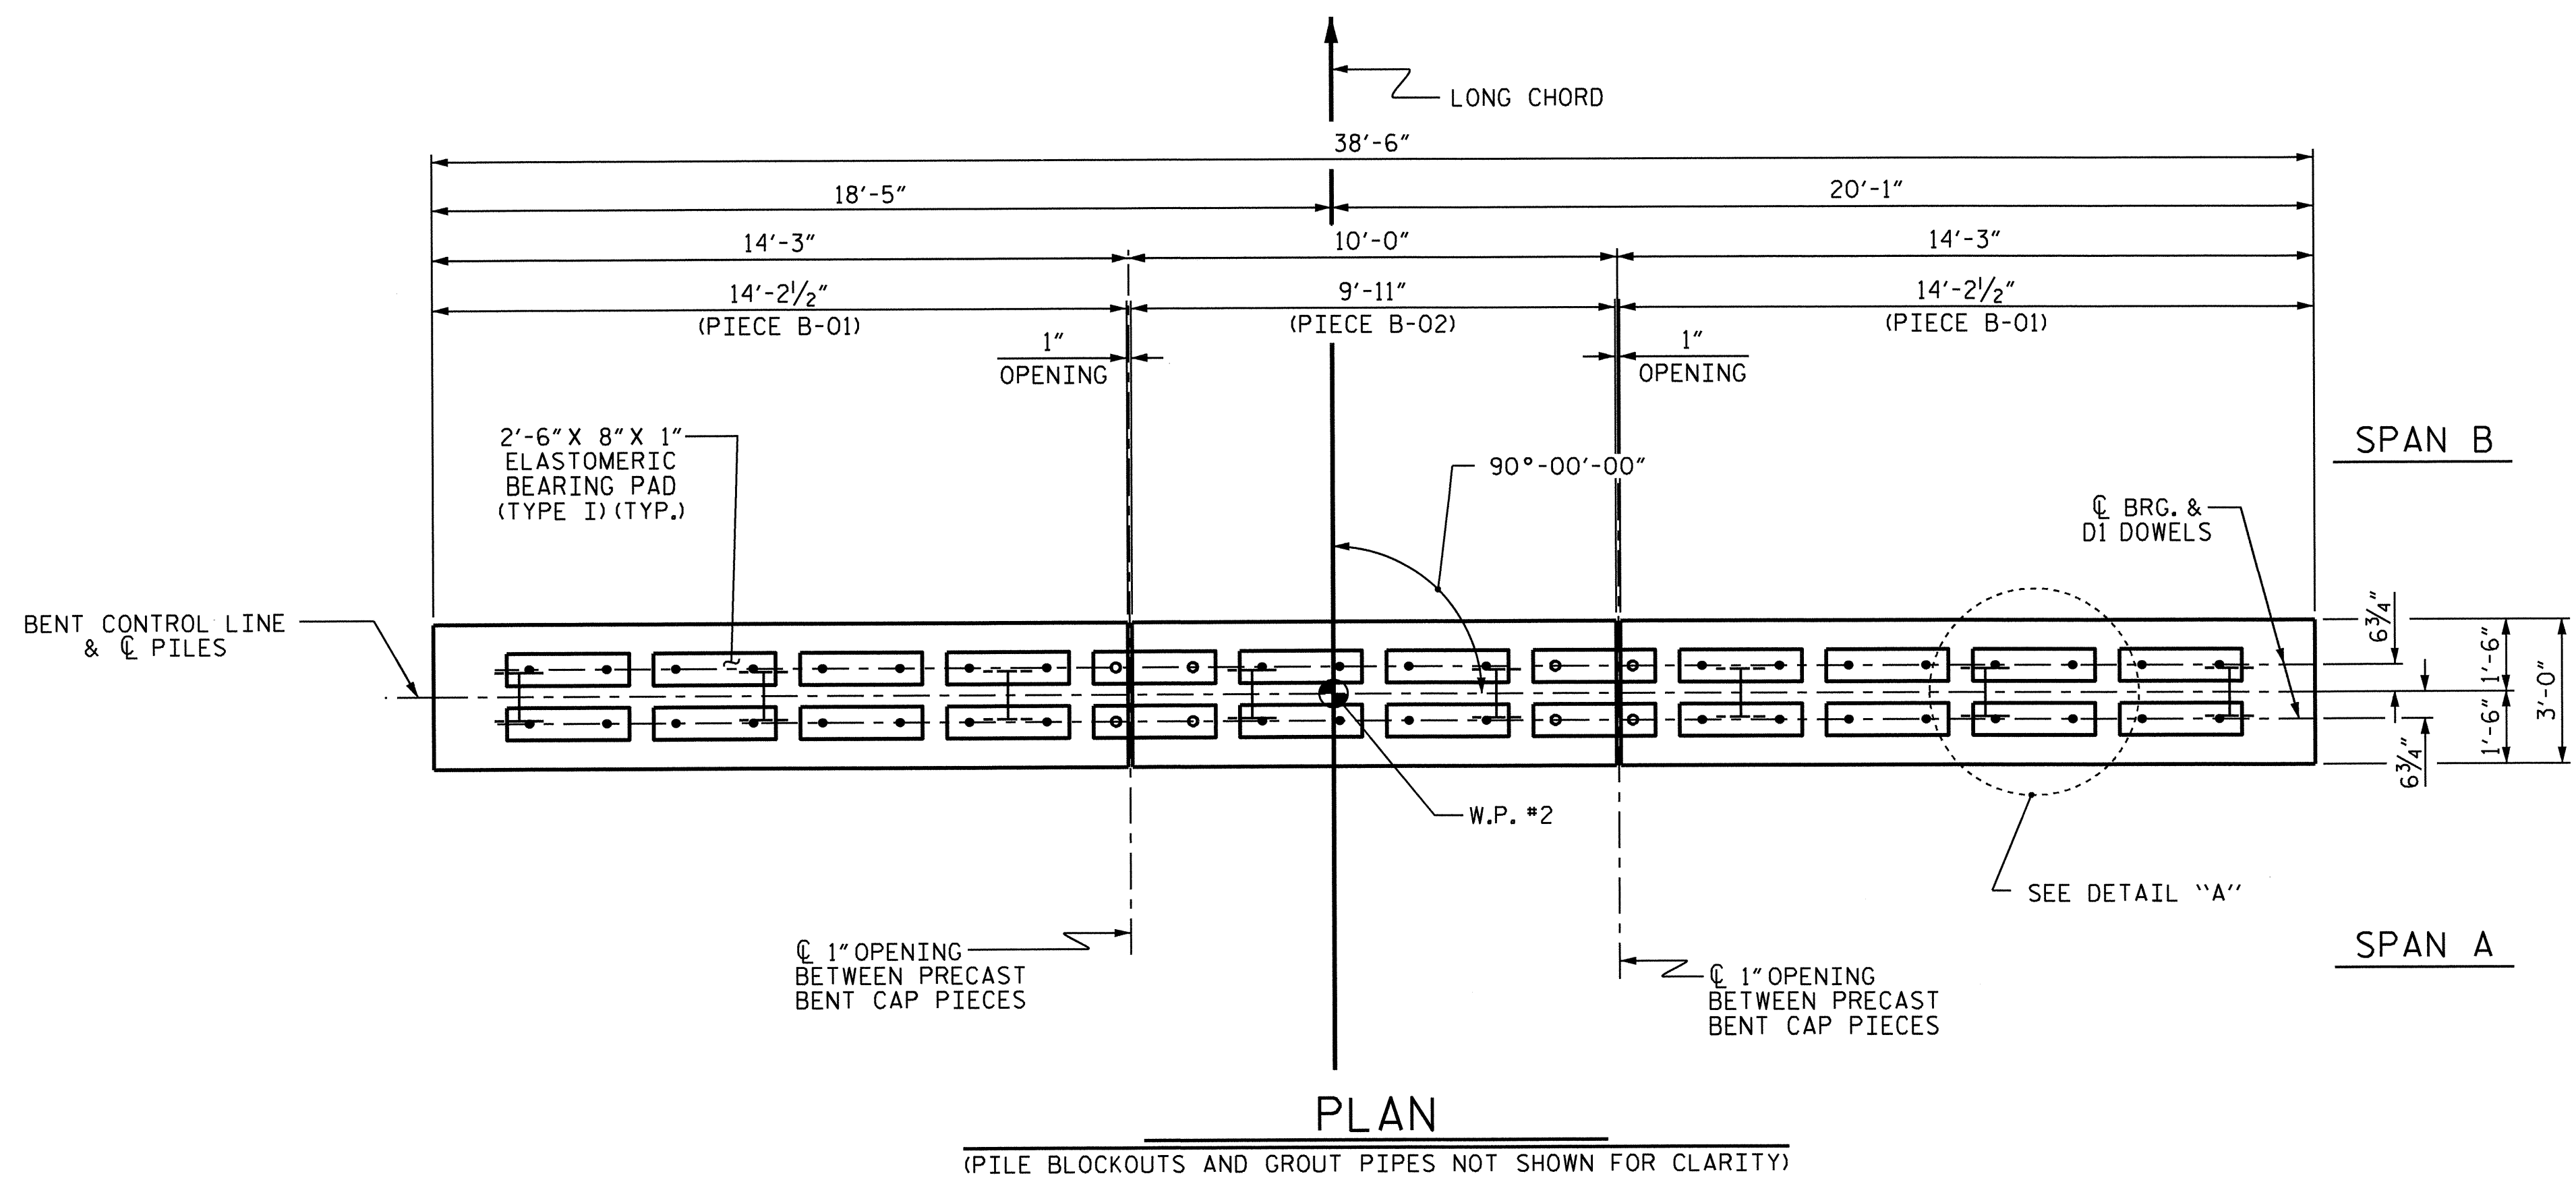 LONG CHORD
38'-6"
18'-5"
20'-1"
14'-3"
10'-0"
14'-3"
14'-2½"
(PIECE B-01)
9'-11"
(PIECE B-02)
14'-2½"
(PIECE B-01)
1"
OPENING
1"
OPENING
2'-6" X 8" X 1"
ELASTOMERIC
BEARING PAD
(TYPE I)(TYP.)
90°-00'-00"
SPAN B
℄ BRG. &
D1 DOWELS
BENT CONTROL LINE
& ℄ PILES
6¾"
1'-6"
3'-0"
1'-6"
6¾"
W.P. #2
SEE DETAIL "A"
SPAN A
℄ 1" OPENING
BETWEEN PRECAST
BENT CAP PIECES
℄ 1" OPENING
BETWEEN PRECAST
BENT CAP PIECES
PLAN
(PILE BLOCKOUTS AND GROUT PIPES NOT SHOWN FOR CLARITY)